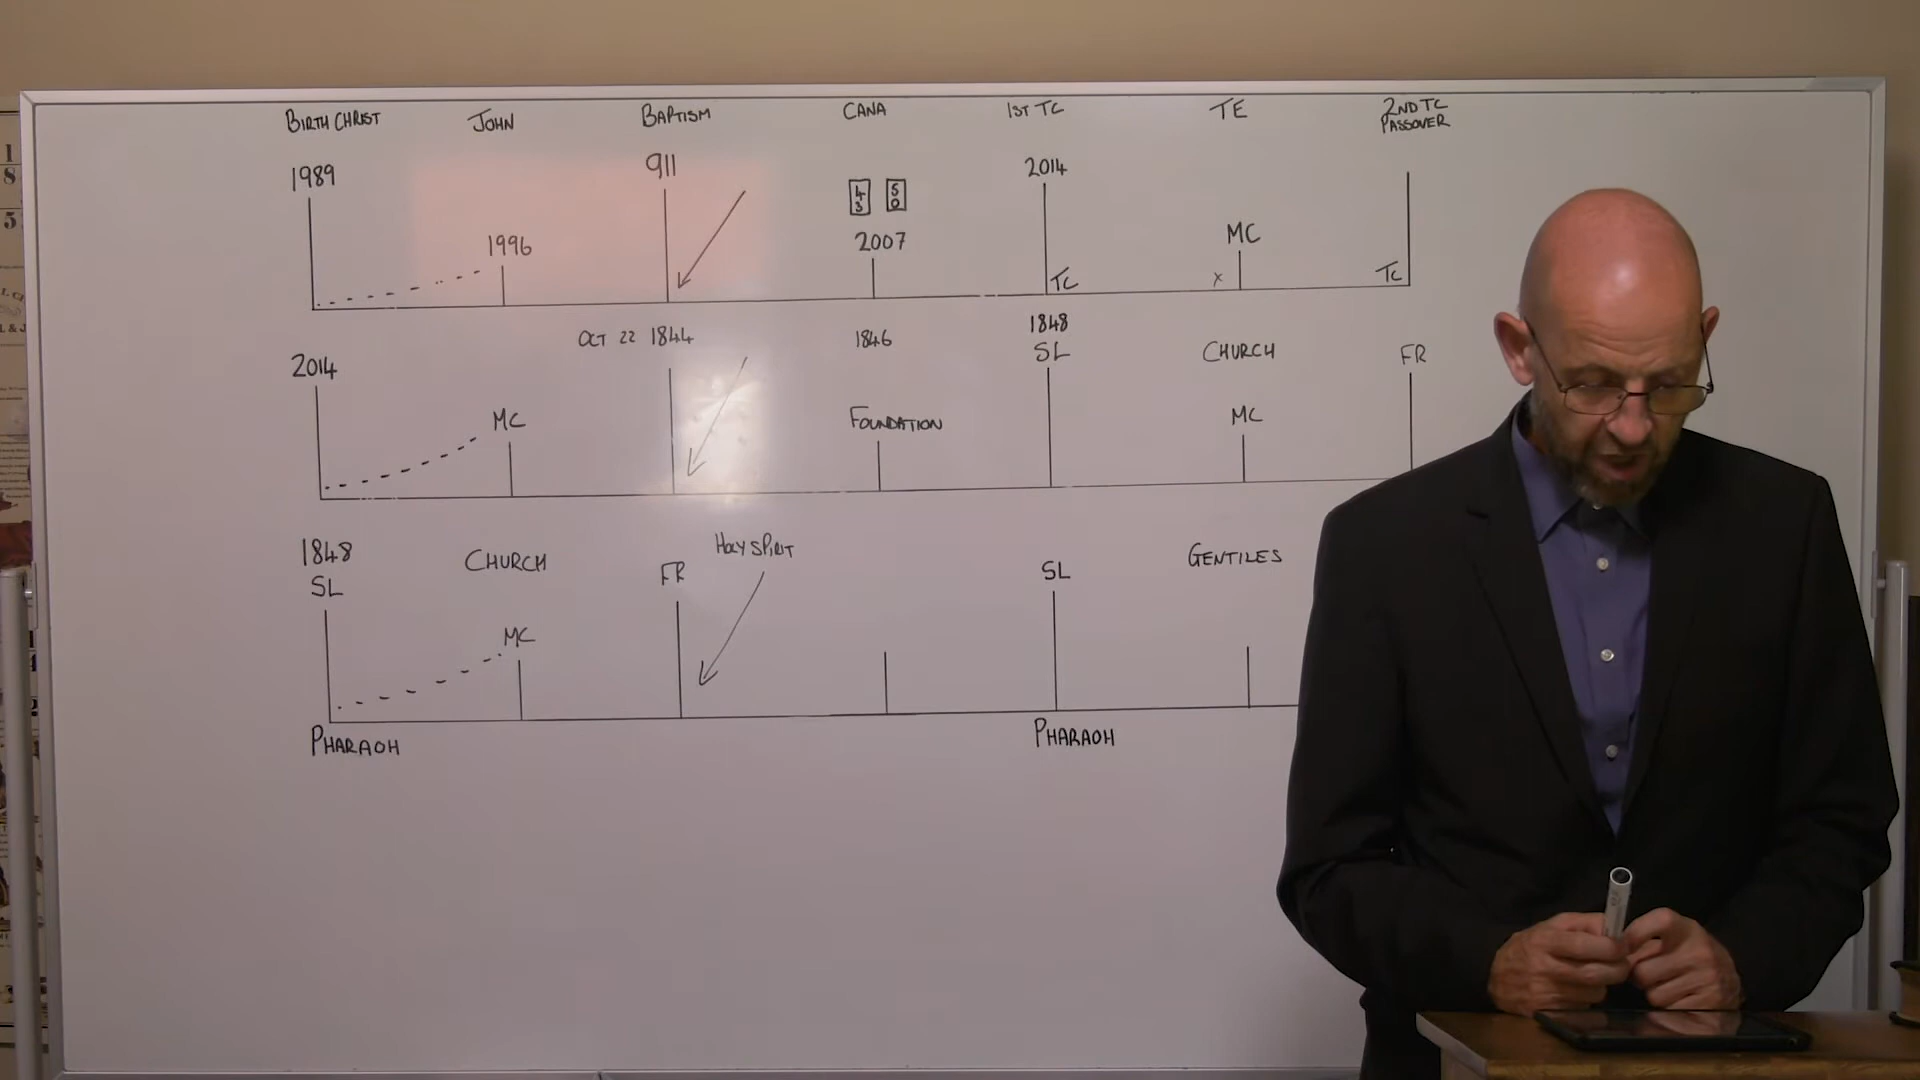 BIRTH CHRIST
JOHN
BAPTISM
CANA
1ST TC
TE
2ND TC
PASSOVER
1989
1996
911
43
50
2007
2014
TC
x
MC
TC
2014
MC
OCT 22 1844
1846
FOUNDATION
1848
SL
CHURCH
MC
FR
1848
SL
CHURCH
MC
FR
HOLY SPIRIT
SL
GENTILES
PHARAOH
PHARAOH